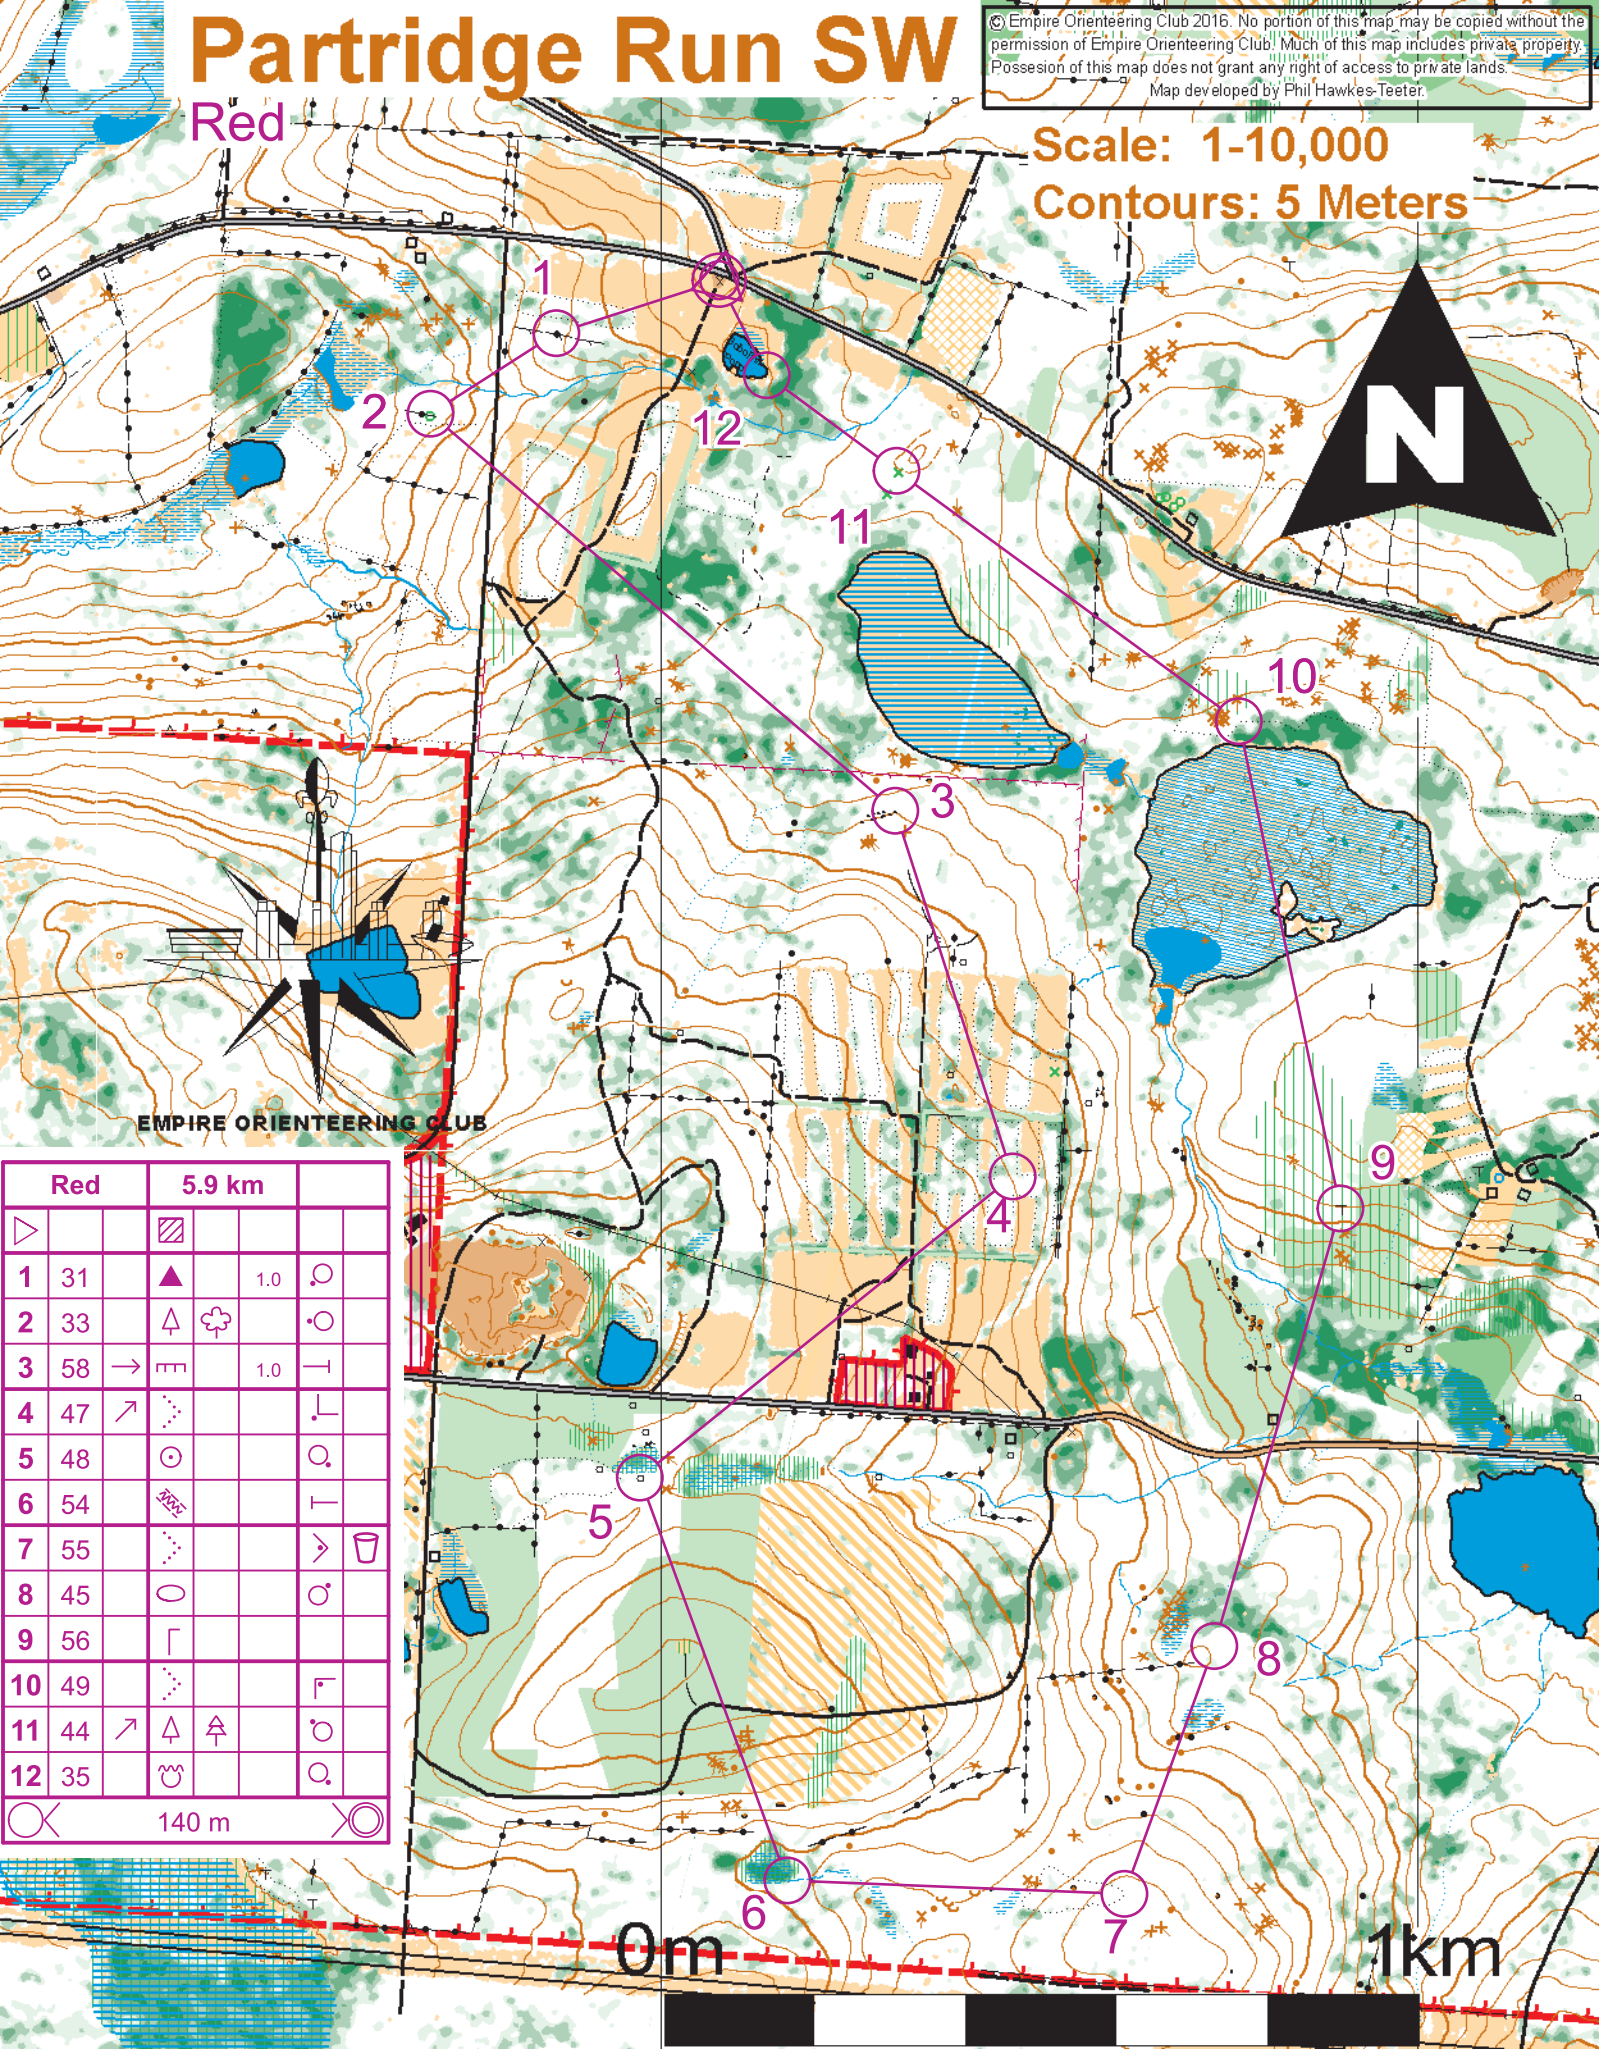 Partridge Run SW
Red
© Empire Orienteering Club 2016. No portion of this map may be copied without the
permission of Empire Orienteering Club. Much of this map includes private property.
Possesion of this map does not grant any right of access to private lands.
Map developed by Phil Hawkes-Teeter.
Scale: 1-10,000
Contours: 5 Meters
N
1
2
12
11
10
3
9
4
5
8
6
7
EMPIRE ORIENTEERING CLUB
Red 5.9 km
1 31 1.0
2 33
3 58 1.0
4 47
5 48
6 54
7 55
8 45
9 56
10 49
11 44
12 35
140 m
0m 1km